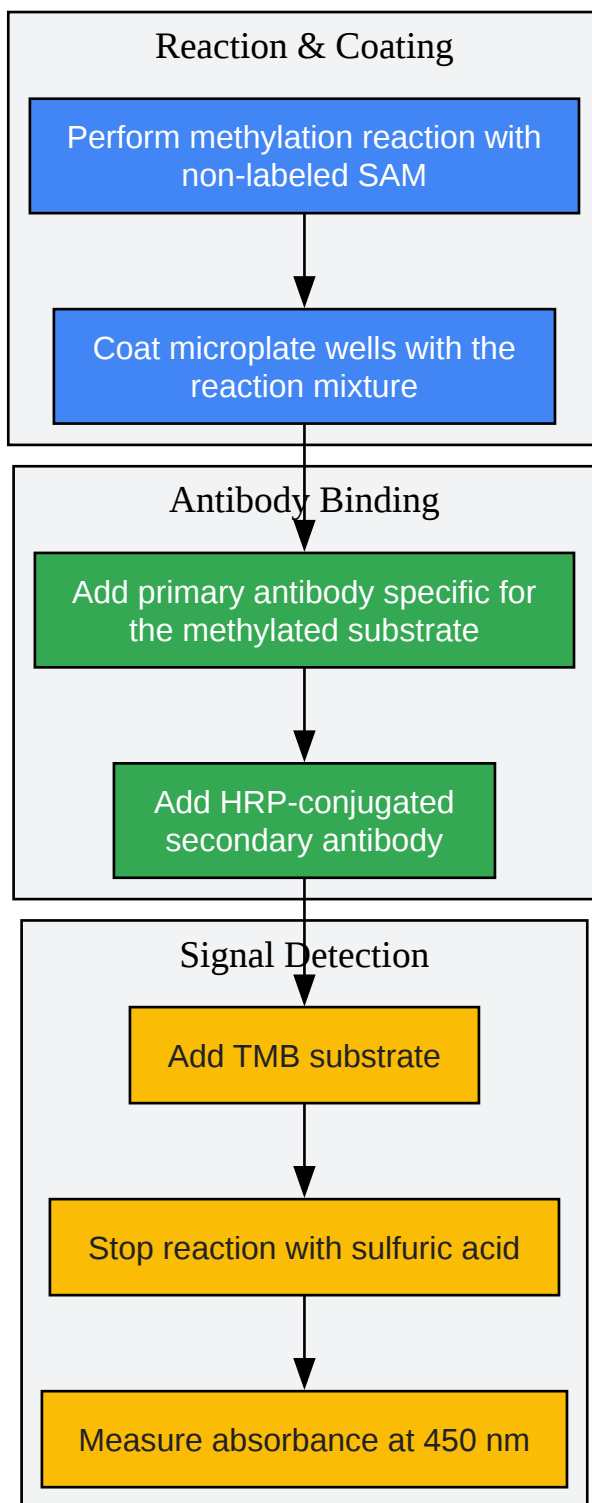 Reaction & Coating
Perform methylation reaction with
non-labeled SAM
Coat microplate wells with the
reaction mixture
Antibody Binding
Add primary antibody specific for
the methylated substrate
Add HRP-conjugated
secondary antibody
Signal Detection
Add TMB substrate
Stop reaction with sulfuric acid
Measure absorbance at 450 nm